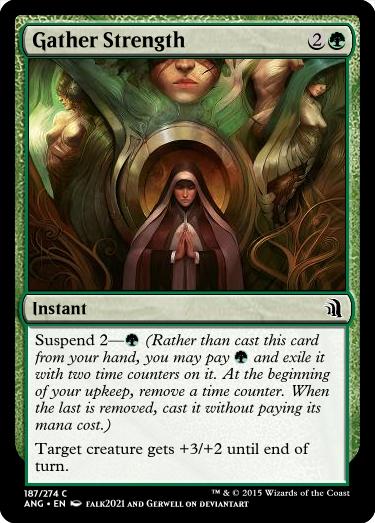 Gather Strength 2
Instant
Suspend 2— (Rather than cast this card
from your hand, you may pay and exile it
with two time counters on it. At the beginning
of your upkeep, remove a time counter. When
the last is removed, cast it without paying its
mana cost.)
Target creature gets +3/+2 until end of
turn.
187/274 C
ANG • EN FALK2021 AND GERWELL ON DEVIANTART
™ & © 2015 Wizards of the Coast